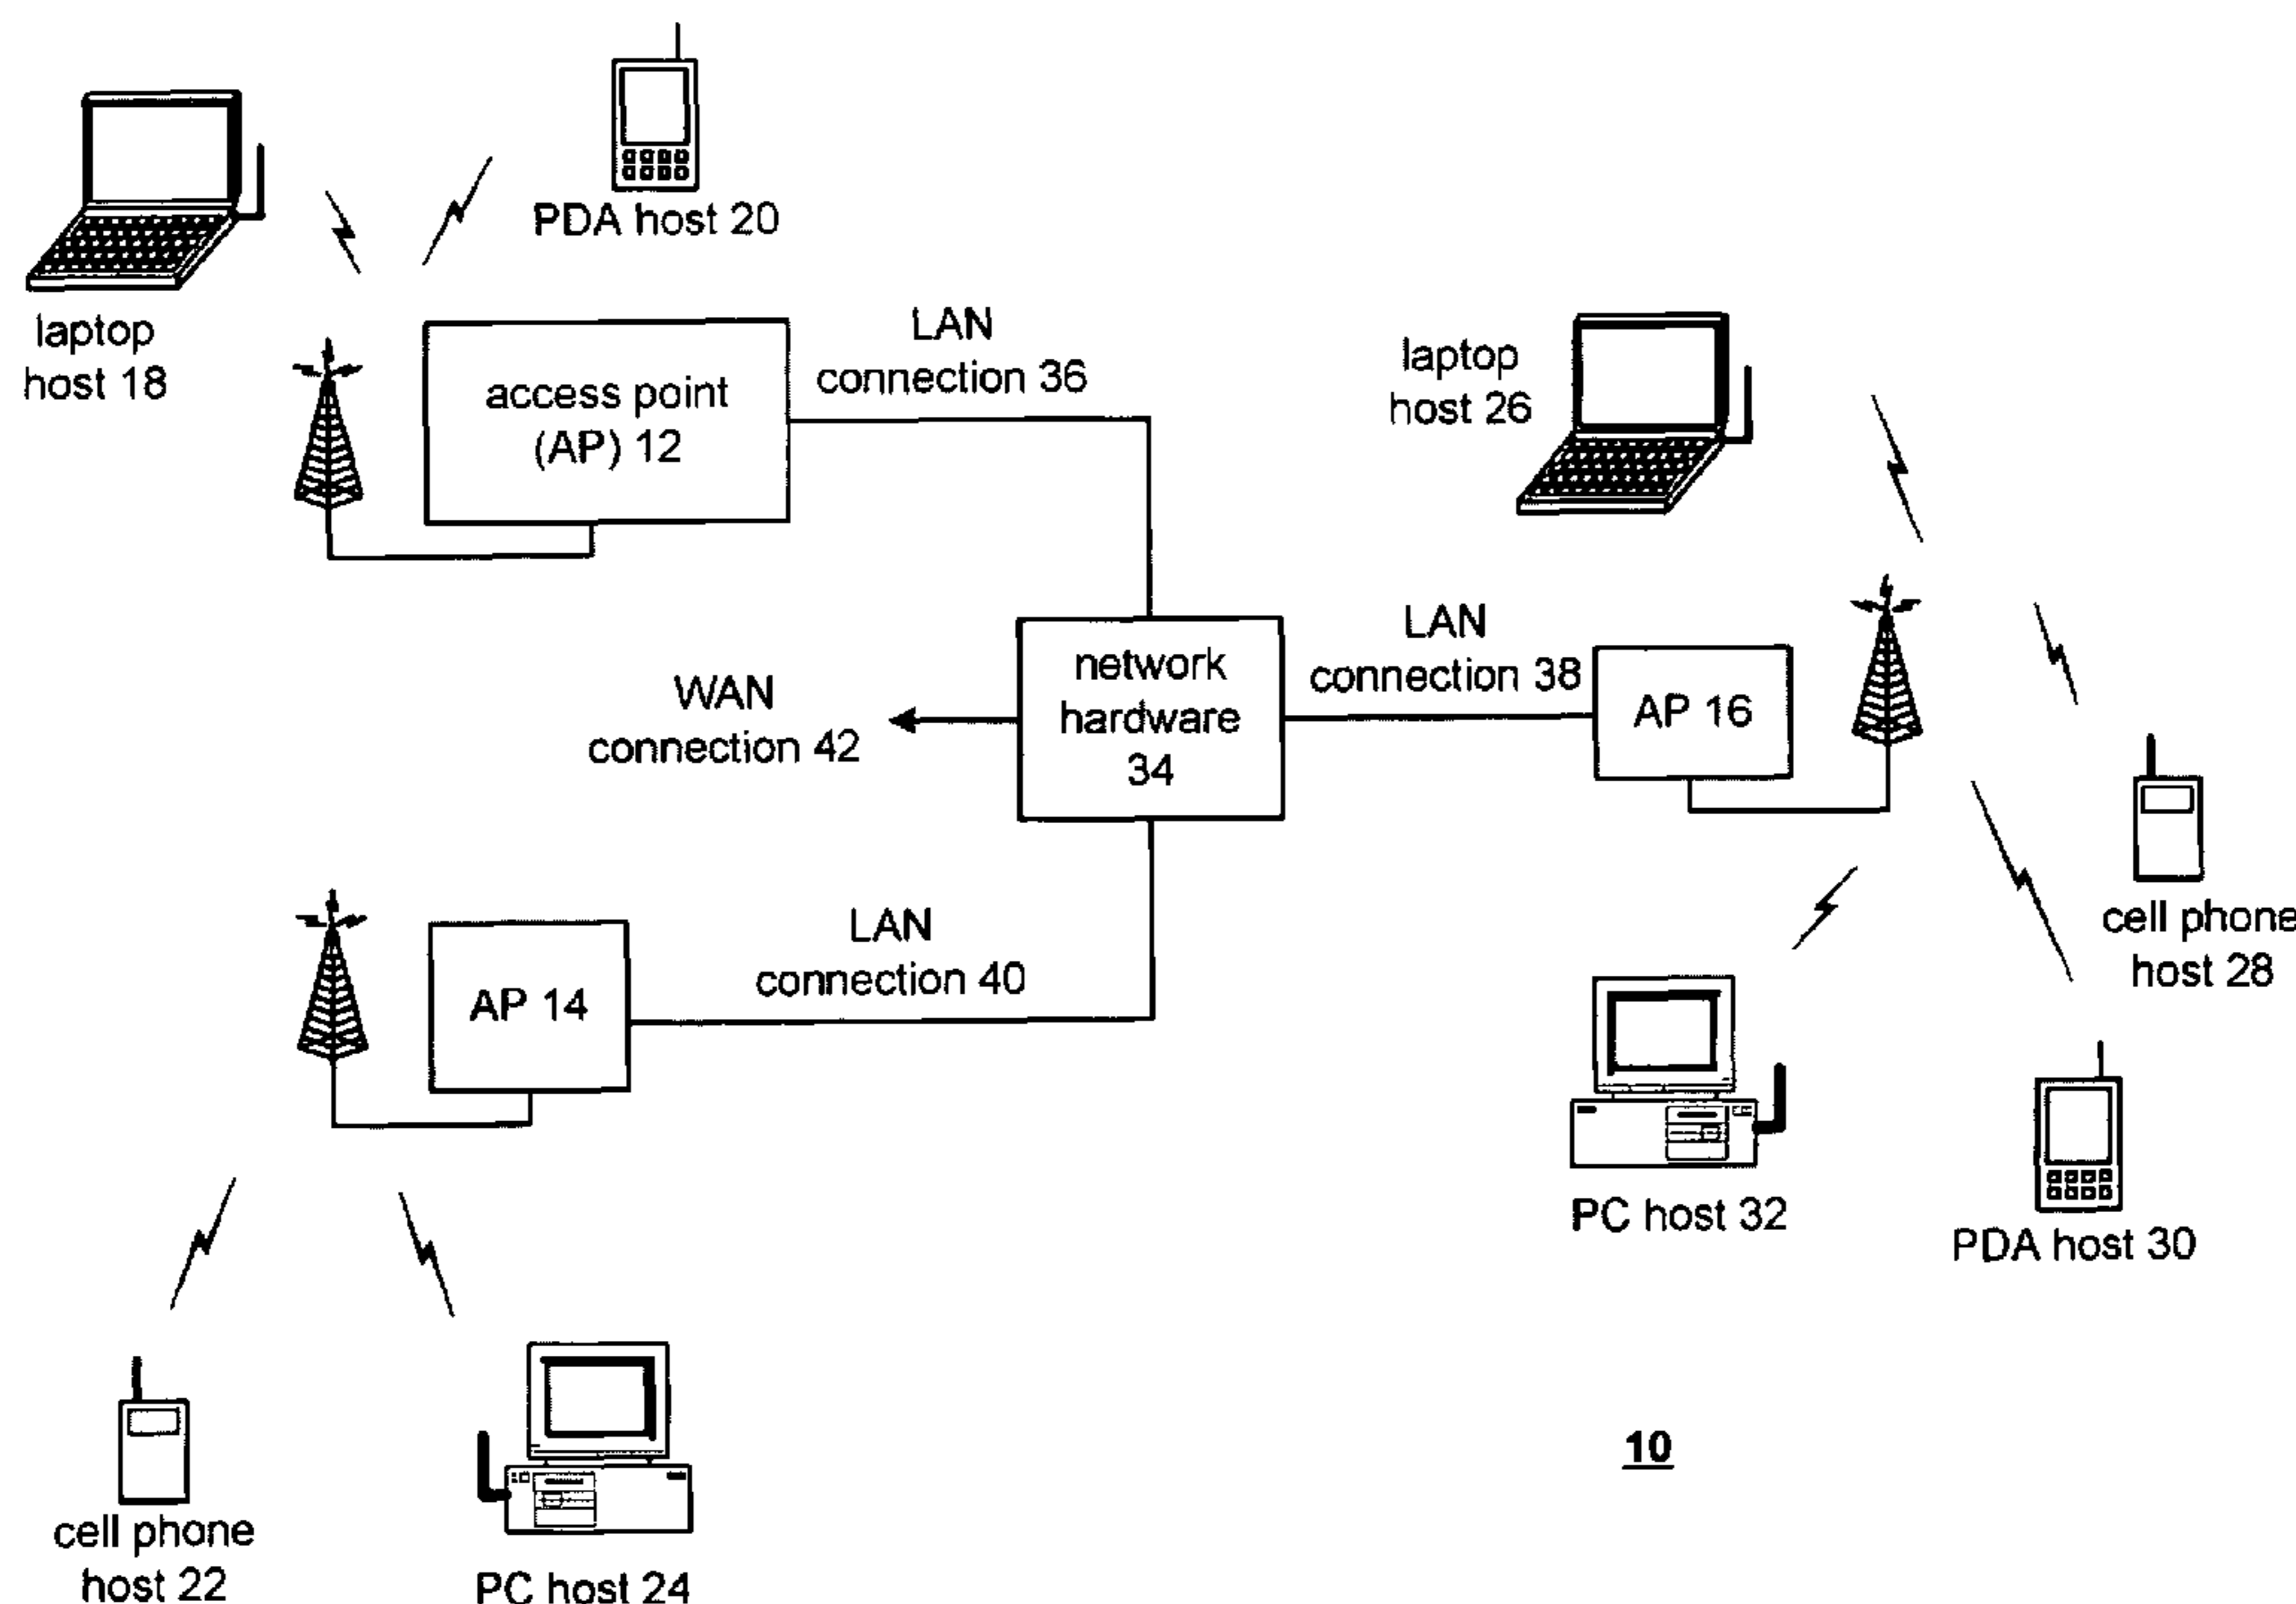 PDA host 20
laptop
host 18
access point
(AP) 12
LAN
connection 36
laptop
host 26
network
hardware
34
LAN
connection 38
AP 16
WAN
connection 42
cell phone
host 28
AP 14
LAN
connection 40
PC host 32
PDA host 30
cell phone
host 22
PC host 24
10